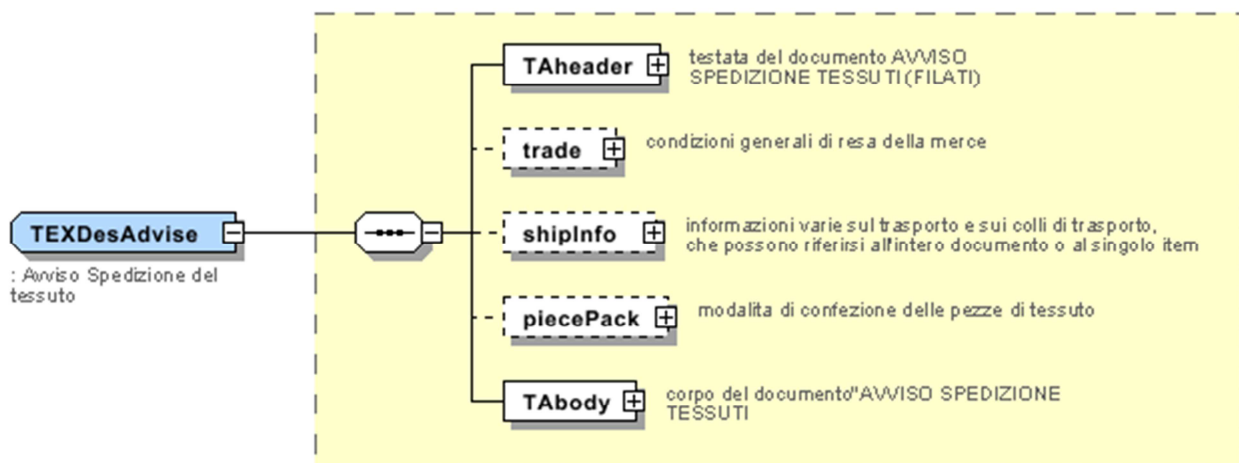 TAheader
testata del documento AVVISO
SPEDIZIONE TESSUTI (FILATI)
trade
condizioni generali di resa della merce
TEXDesAdvise
: Avviso Spedizione del
tessuto
shipInfo
informazioni varie sul trasporto e sui colli di trasporto,
che possono riferirsi all'intero documento o al singolo item
piecePack
modalita di confezione delle pezze di tessuto
TAbody
corpo del documento"AVVISO SPEDIZIONE
TESSUTI